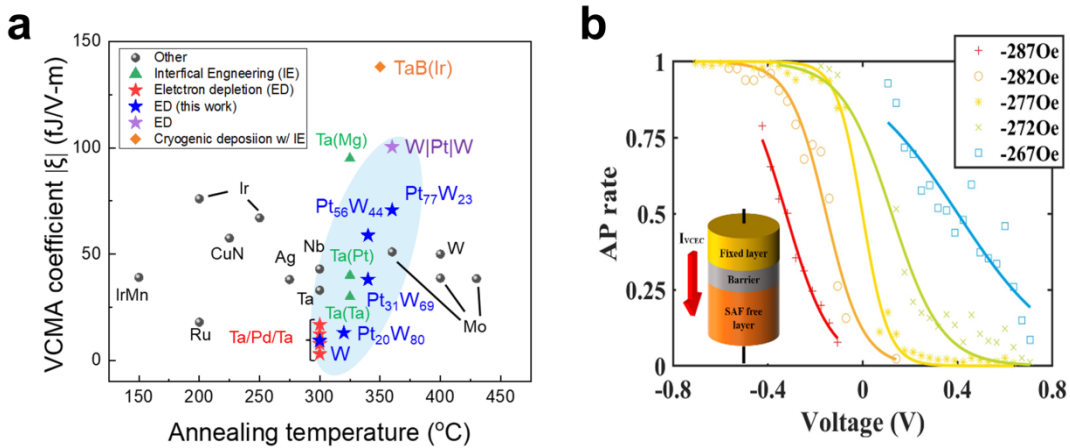 a
VCMA coefficient |ξ| (fJ/V-m)
150
100
50
0
Other
Interfical Engneering (IE)
Eletctron depletion (ED)
ED (this work)
ED
Cryogenic deposiion w/ IE
TaB(Ir)
Ta(Mg)
W|Pt|W
Ir
Pt56W44
Pt77W23
CuN
Ag
Nb
Ta(Pt)
W
IrMn
Ta
Ta(Ta)
Pt31W69
Mo
Ru
Ta/Pd/Ta
Pt20W80
W
100
150
200
250
300
350
400
450
Annealing temperature (°C)
b
AP rate
1
0.75
0.5
0.25
0
-287Oe
-282Oe
-277Oe
-272Oe
-267Oe
IVCEC
Fixed layer
Barrier
SAF free
layer
-0.8
-0.4
0
0.4
0.8
Voltage (V)